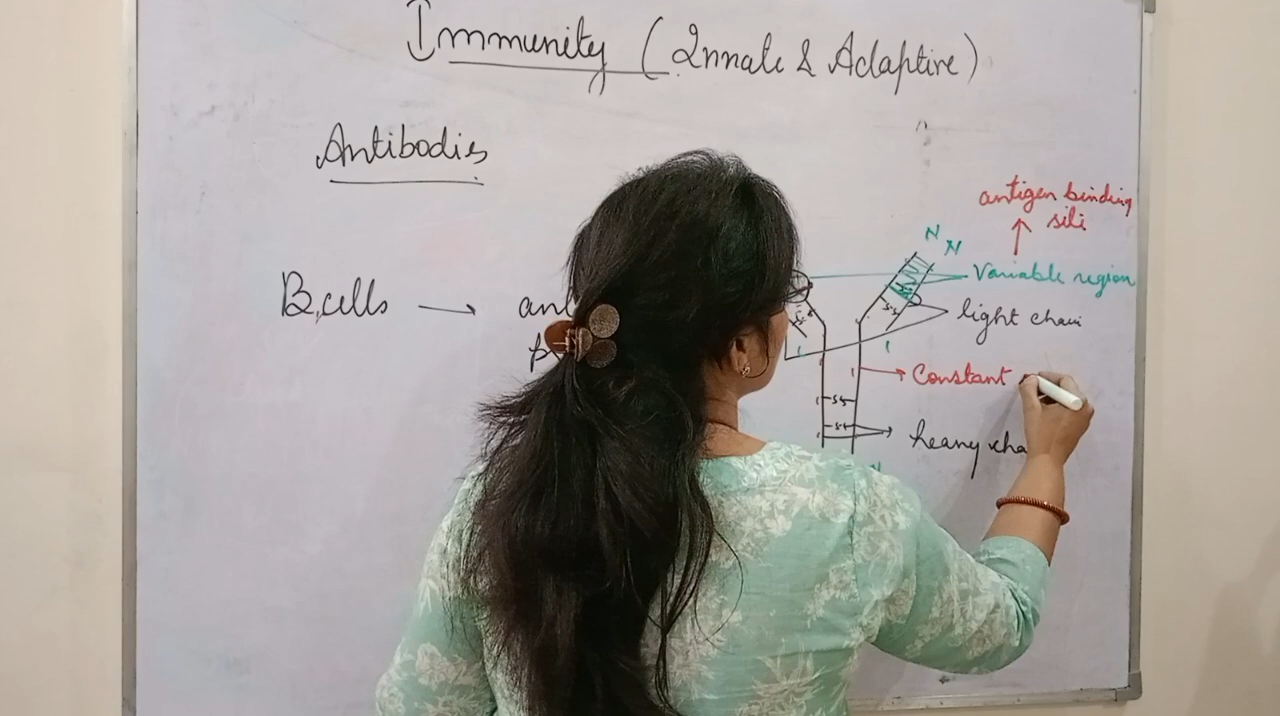 Immunity (Innate & Adaptive)
Antibodies
antigen binding
site
N N
Variable region
B cells → ant
light chain
p
Constant
S-S
S-S
heavy cha
N